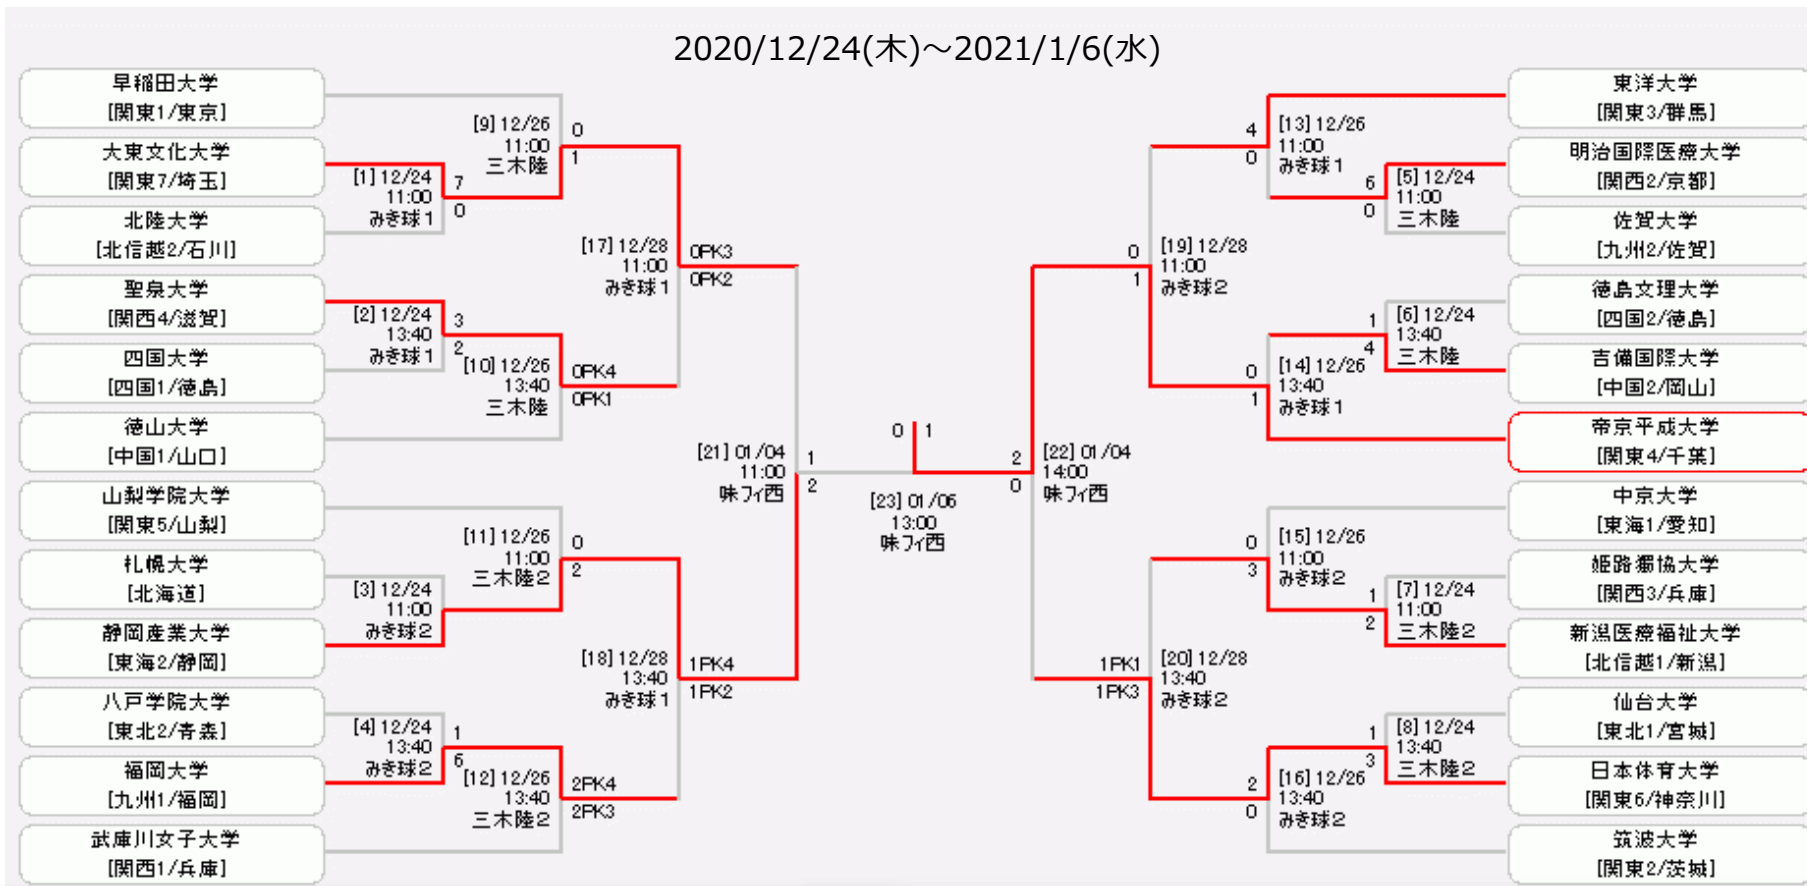 2020/12/24(木)～2021/1/6(水)
早稲田大学
[関東1/東京]
大東文化大学
[関東7/埼玉]
北陸大学
[北信越2/石川]
聖泉大学
[関西4/滋賀]
四国大学
[四国1/徳島]
徳山大学
[中国1/山口]
山梨学院大学
[関東5/山梨]
札幌大学
[北海道]
静岡産業大学
[東海2/静岡]
八戸学院大学
[東北2/青森]
福岡大学
[九州1/福岡]
武庫川女子大学
[関西1/兵庫]
[1] 12/24
11:00
みき球1
7
0
[2] 12/24
13:40
みき球1
3
2
[3] 12/24
11:00
みき球2
[4] 12/24
13:40
みき球2
1
6
[9] 12/26
11:00
三木陸
0
1
[10] 12/26
13:40
三木陸
0PK4
0PK1
[11] 12/26
11:00
三木陸2
0
2
[12] 12/26
13:40
三木陸2
2PK4
2PK3
[17] 12/28
11:00
みき球1
0PK3
0PK2
[18] 12/28
13:40
みき球1
1PK4
1PK2
[21] 01/04
11:00
味フィ西
1
2
0
1
[23] 01/06
13:00
味フィ西
2
0
[22] 01/04
14:00
味フィ西
0
1
[19] 12/28
11:00
みき球2
1PK1
1PK3
[20] 12/28
13:40
みき球2
4
0
[13] 12/26
11:00
みき球1
0
1
[14] 12/26
13:40
みき球1
0
3
[15] 12/26
11:00
みき球2
2
0
[16] 12/26
13:40
みき球2
6
0
[5] 12/24
11:00
三木陸
1
4
[6] 12/24
13:40
三木陸
1
2
[7] 12/24
11:00
三木陸2
1
3
[8] 12/24
13:40
三木陸2
東洋大学
[関東3/群馬]
明治国際医療大学
[関西2/京都]
佐賀大学
[九州2/佐賀]
徳島文理大学
[四国2/徳島]
吉備国際大学
[中国2/岡山]
帝京平成大学
[関東4/千葉]
中京大学
[東海1/愛知]
姫路獨協大学
[関西3/兵庫]
新潟医療福祉大学
[北信越1/新潟]
仙台大学
[東北1/宮城]
日本体育大学
[関東6/神奈川]
筑波大学
[関東2/茨城]